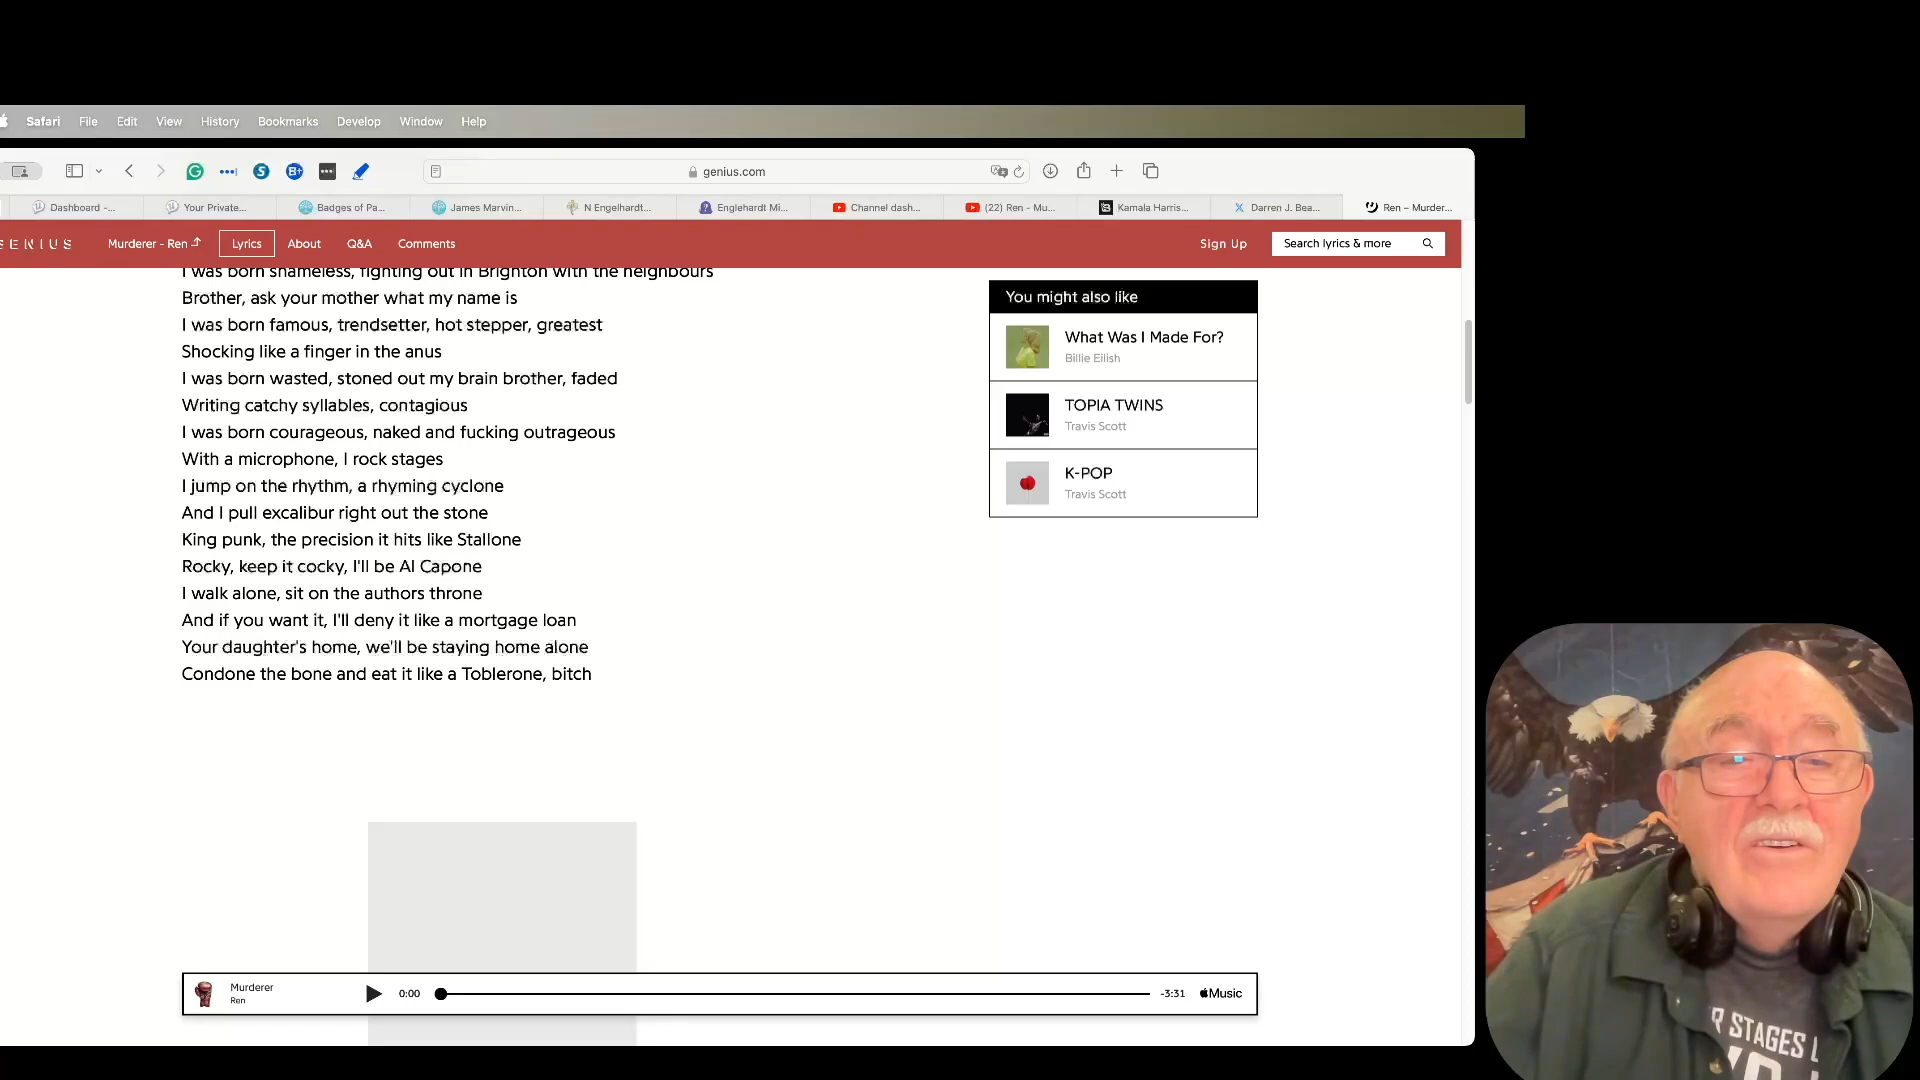 Safari File Edit View History Bookmarks Develop Window Help
genius.com
Dashboard -... Your Private... Badges of Pa... James Marvin... N Engelhardt... Englehardt Mi... Channel dash... (22) Ren - Mu... Kamala Harris... Darren J. Bea... Ren – Murder...
GENIUS Murderer - Ren Lyrics About Q&A Comments Sign Up Search lyrics & more
I was born shameless, fighting out in Brighton with the neighbours
Brother, ask your mother what my name is
I was born famous, trendsetter, hot stepper, greatest
Shocking like a finger in the anus
I was born wasted, stoned out my brain brother, faded
Writing catchy syllables, contagious
I was born courageous, naked and fucking outrageous
With a microphone, I rock stages
I jump on the rhythm, a rhyming cyclone
And I pull excalibur right out the stone
King punk, the precision it hits like Stallone
Rocky, keep it cocky, I'll be Al Capone
I walk alone, sit on the authors throne
And if you want it, I'll deny it like a mortgage loan
Your daughter's home, we'll be staying home alone
Condone the bone and eat it like a Toblerone, bitch
You might also like
What Was I Made For?
Billie Eilish
TOPIA TWINS
Travis Scott
K-POP
Travis Scott
Murderer
Ren
0:00 -3:31 Music
R STAGES